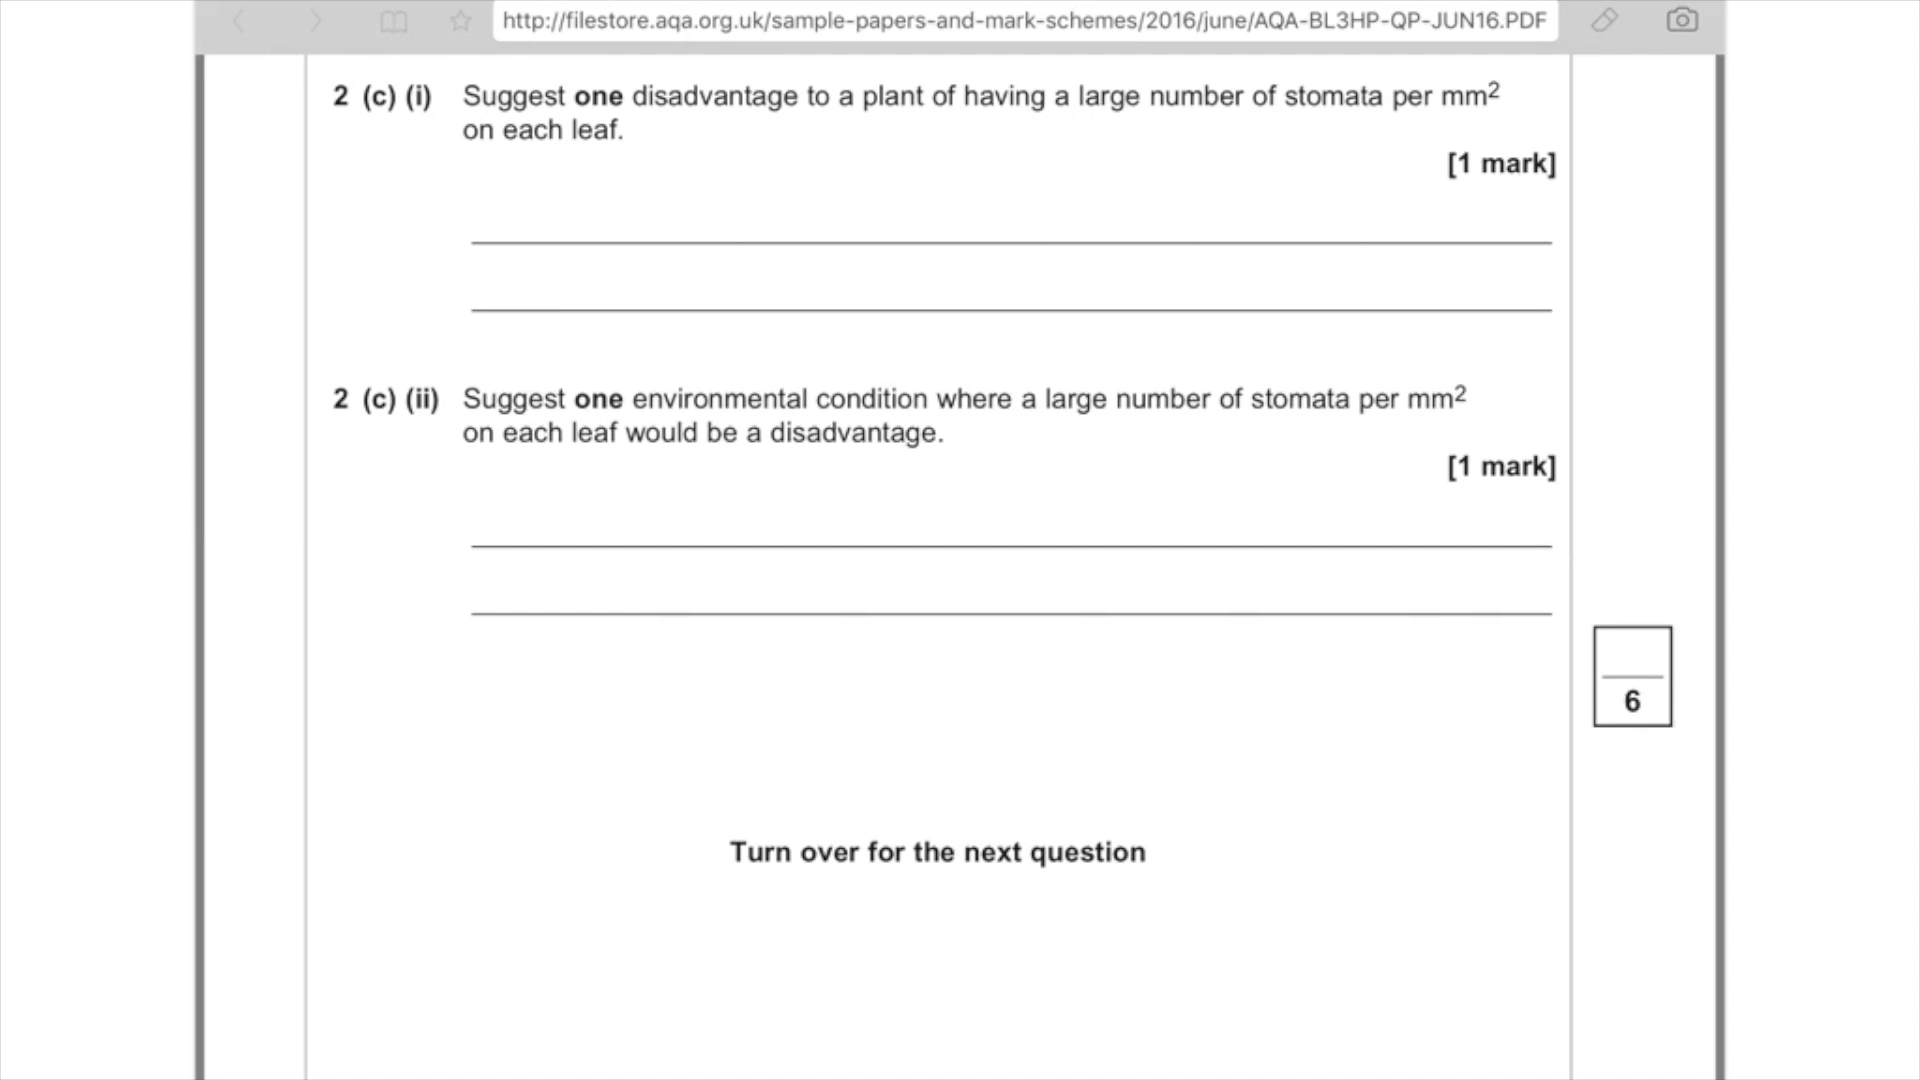 http://filestore.aqa.org.uk/sample-papers-and-mark-schemes/2016/june/AQA-BL3HP-QP-JUN16.PDF
2 (c) (i) Suggest one disadvantage to a plant of having a large number of stomata per mm²
on each leaf.
[1 mark]
2 (c) (ii) Suggest one environmental condition where a large number of stomata per mm²
on each leaf would be a disadvantage.
[1 mark]
6
Turn over for the next question